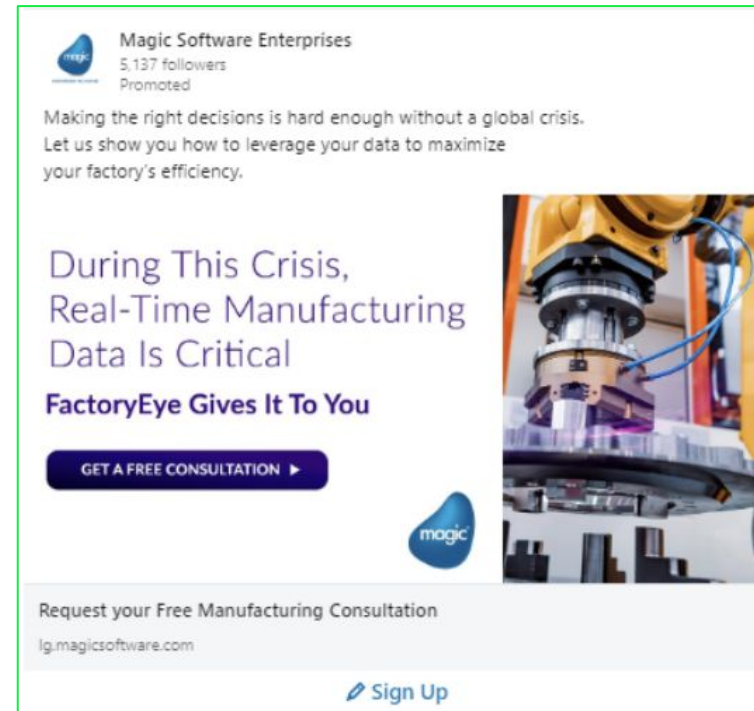 magic
Magic Software Enterprises
5,137 followers
Promoted
Making the right decisions is hard enough without a global crisis.
Let us show you how to leverage your data to maximize
your factory's efficiency.
During This Crisis,
Real-Time Manufacturing
Data Is Critical
FactoryEye Gives It To You
GET A FREE CONSULTATION ▶
magic
Request your Free Manufacturing Consultation
lg.magicsoftware.com
Sign Up